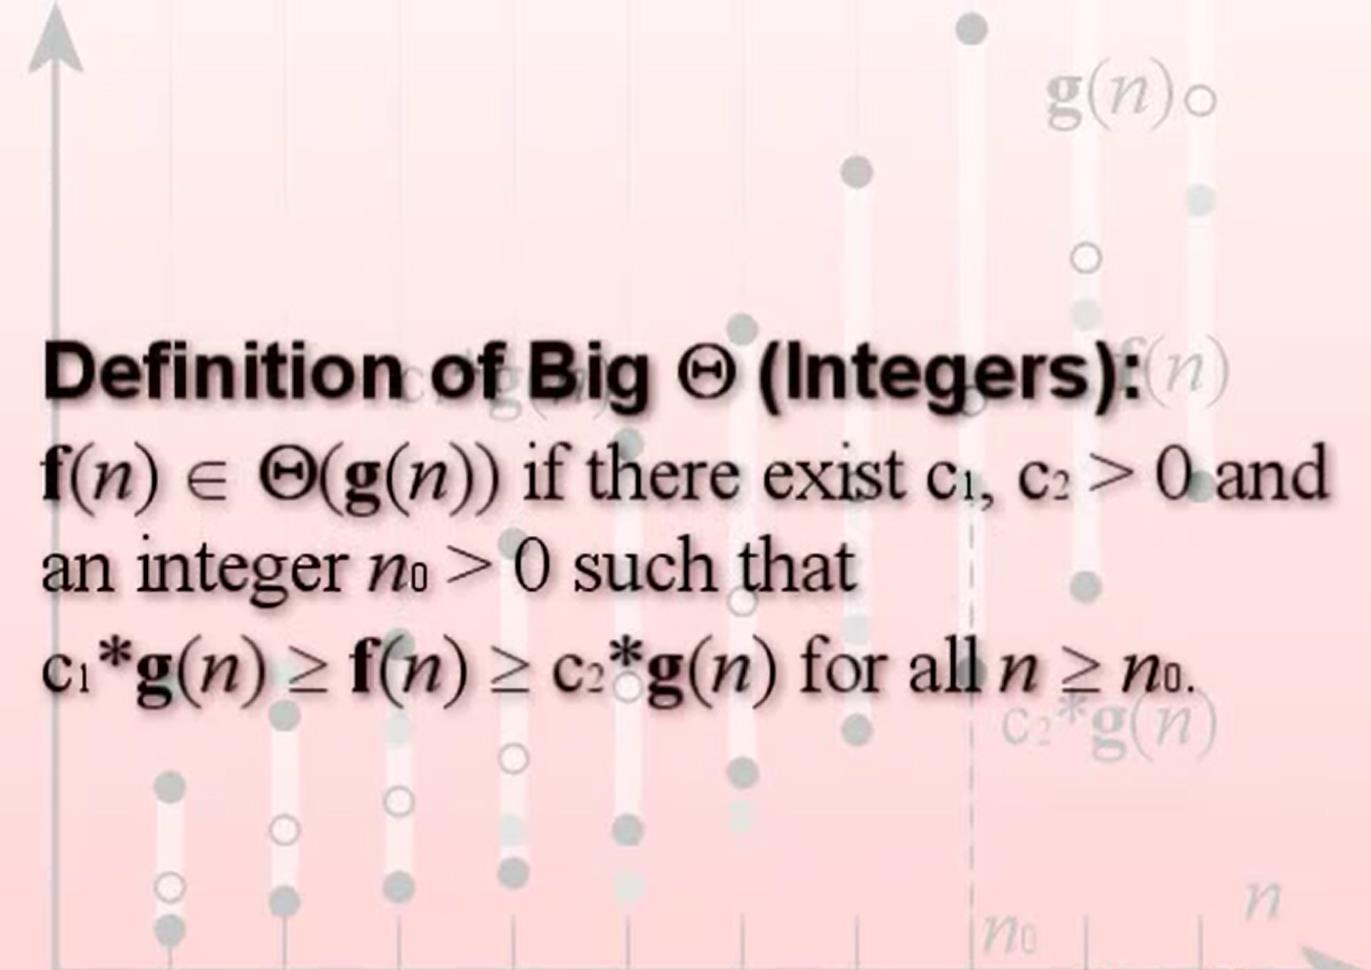 g(n)
Definition of Big Θ (Integers):
c₁*g(n)
f(n)
f(n) ∈ Θ(g(n)) if there exist c₁, c₂ > 0 and
an integer n₀ > 0 such that
c₁*g(n) ≥ f(n) ≥ c₂*g(n) for all n ≥ n₀.
c₂*g(n)
n
n₀